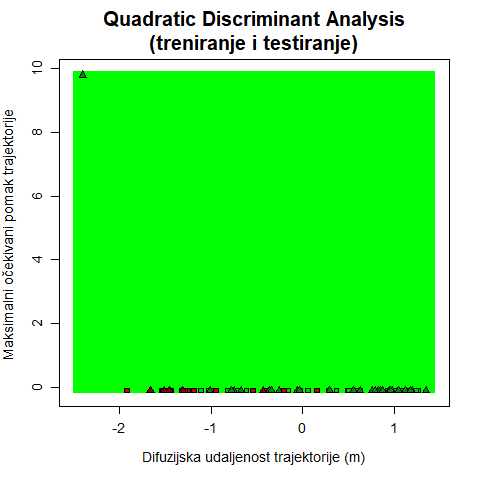 Quadratic Discriminant Analysis
(treniranje i testiranje)
Maksimalni očekivani pomak trajektorije
10
8
6
4
2
0
-2
-1
0
1
Difuzijska udaljenost trajektorije (m)